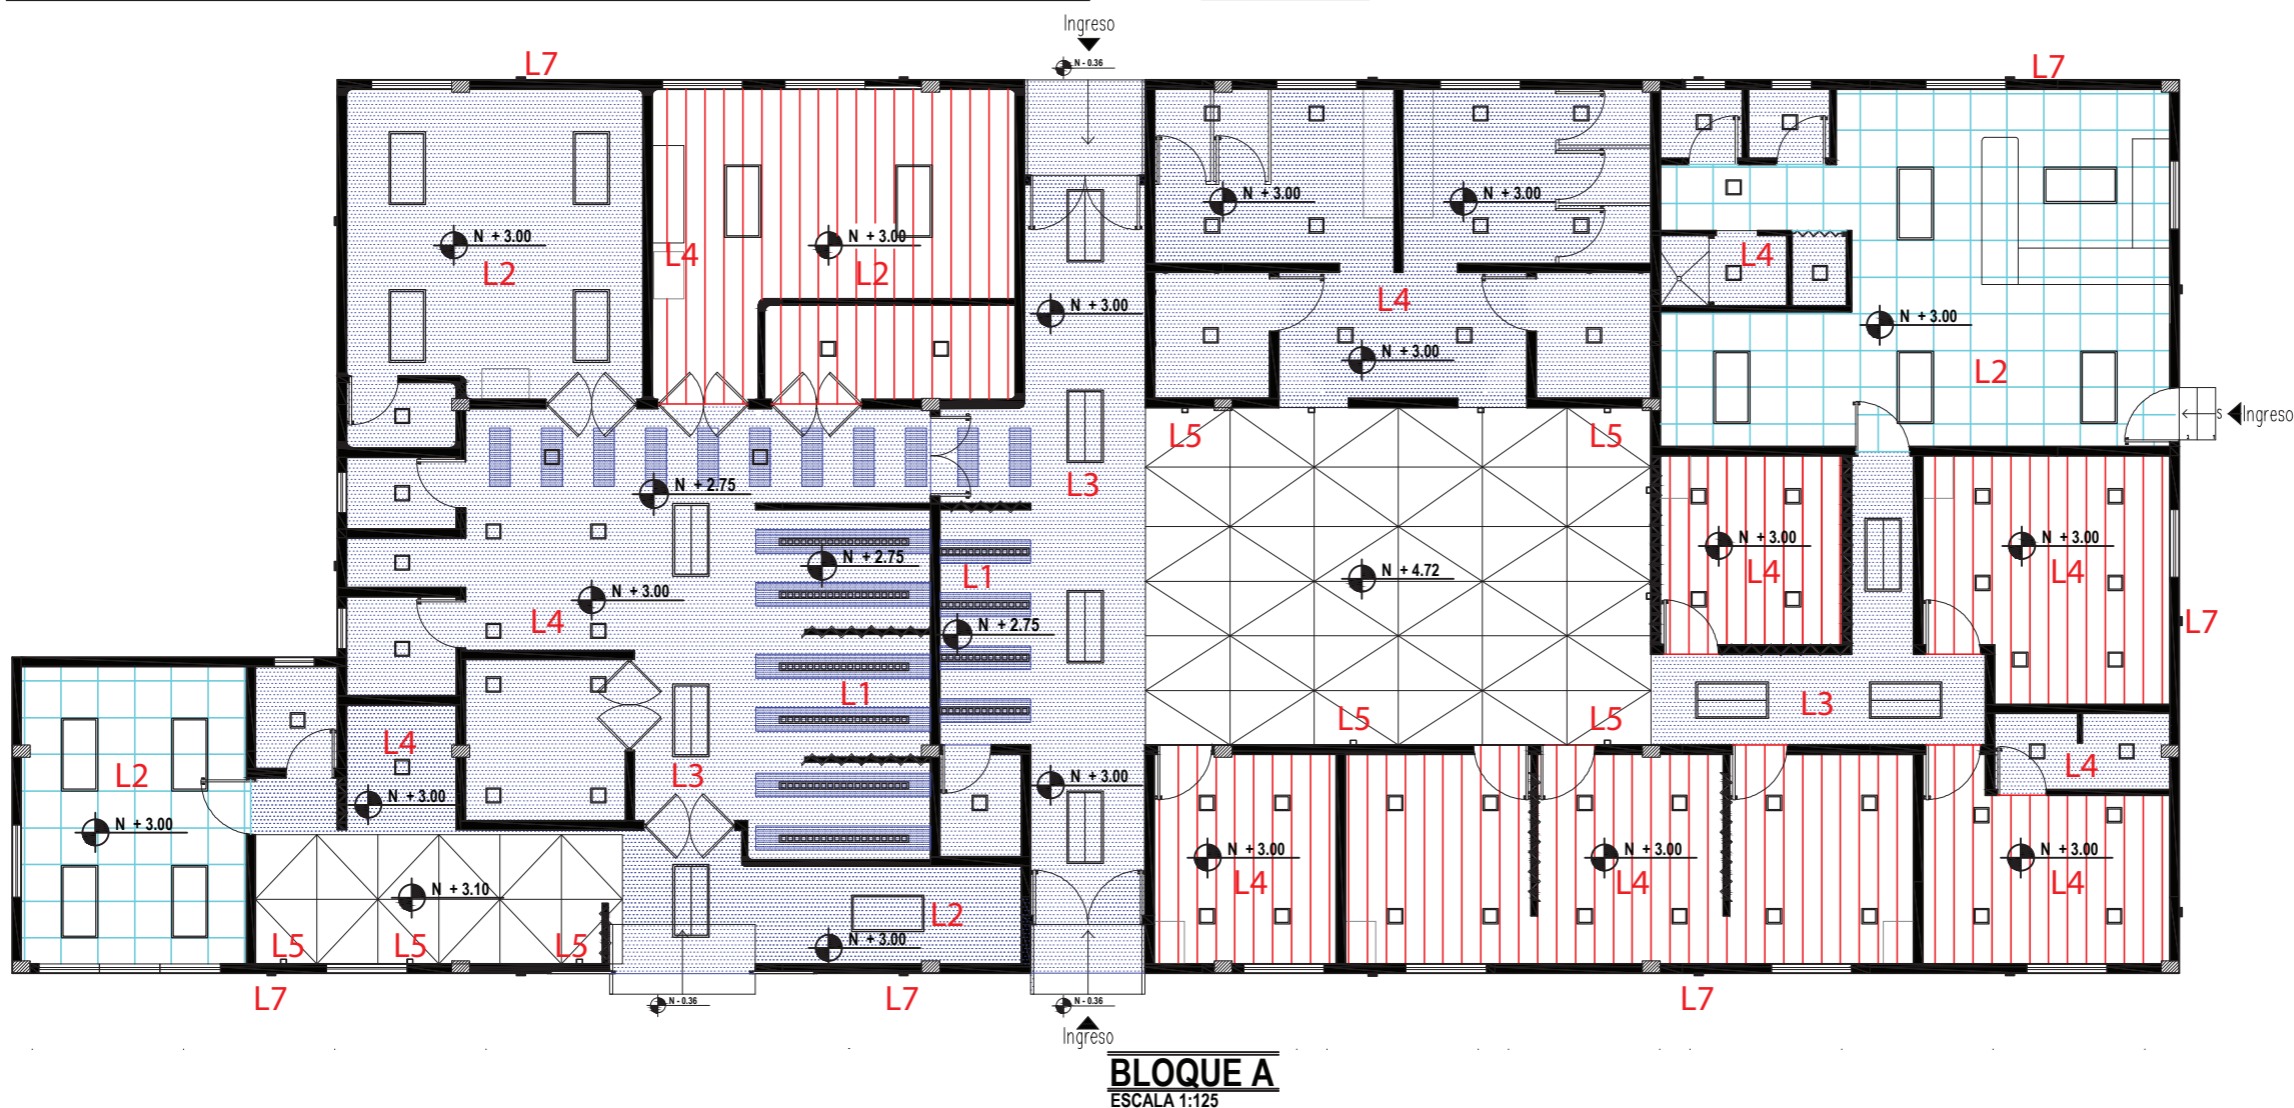 Ingreso
N - 0.36
L7
L7
N + 3.00
L2
L4
N + 3.00
L2
N + 3.00
N + 3.00
N + 3.00
L4
N + 3.00
L4
N + 3.00
L2
S
Ingreso
L5
L5
N + 2.75
L3
N + 2.75
L1
N + 3.00
L4
N + 2.75
N + 4.72
N + 3.00
L4
N + 3.00
L4
L7
L1
L5
L5
L3
L4
L2
N + 3.00
L4
N + 3.00
L3
N + 3.00
N + 3.00
L4
N + 3.00
L4
N + 3.00
L4
N + 3.10
L5
L5
L5
L2
N + 3.00
L7
N - 0.36
L7
N - 0.36
Ingreso
L7
BLOQUE A
ESCALA 1:125